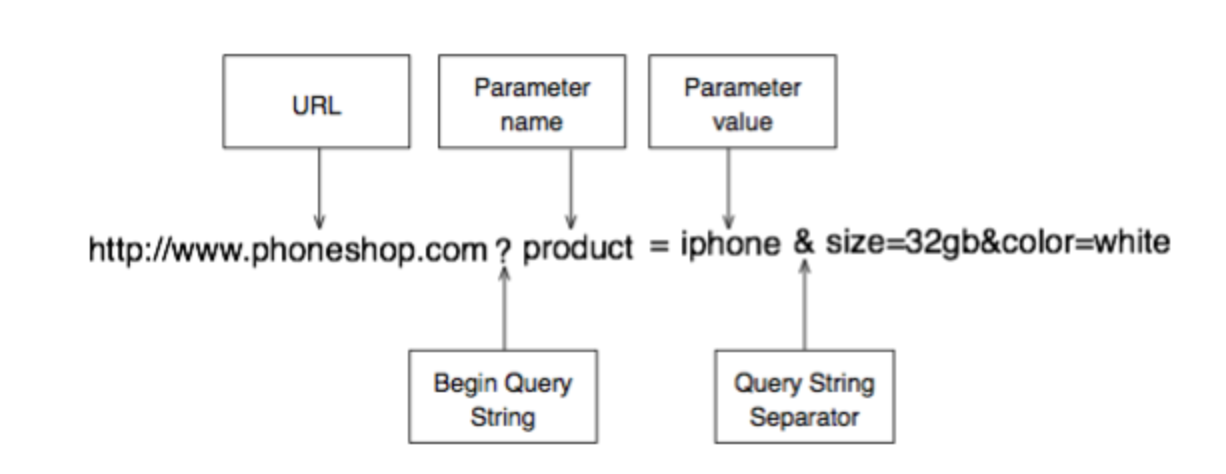 URL
Parameter
name
Parameter
value
http://www.phoneshop.com ? product = iphone & size=32gb&color=white
Begin Query
String
Query String
Separator